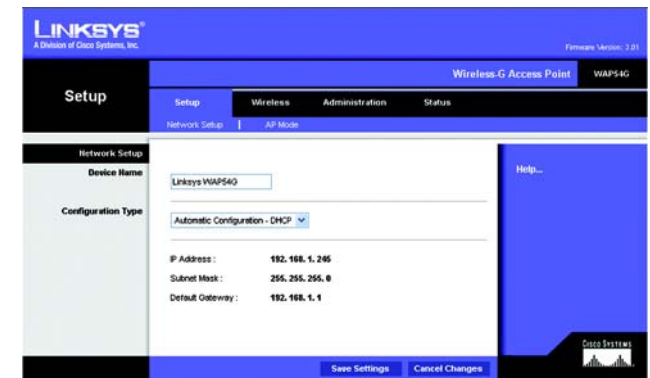 LINKSYS®
A Division of Cisco Systems, Inc.
Firmware Version: 3.01
Wireless-G Access Point WAP54G
Setup
Setup Wireless Administration Status
Network Setup | AP Mode
Network Setup
Device Name
Linksys WAP54G
Help...
Configuration Type
Automatic Configuration - DHCP
IP Address : 192. 168. 1. 245
Subnet Mask : 255. 255. 255. 0
Default Gateway : 192. 168. 1. 1
Save Settings Cancel Changes
CISCO SYSTEMS